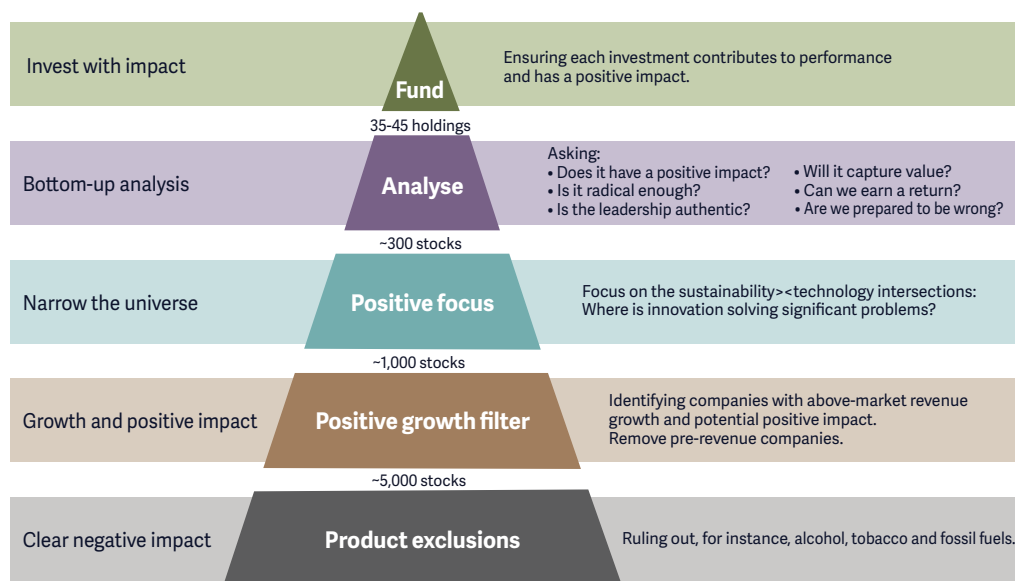 Invest with impact
Fund
Ensuring each investment contributes to performance
and has a positive impact.
35-45 holdings
Bottom-up analysis
Analyse
Asking:
• Does it have a positive impact?
• Is it radical enough?
• Is the leadership authentic?
• Will it capture value?
• Can we earn a return?
• Are we prepared to be wrong?
~300 stocks
Narrow the universe
Positive focus
Focus on the sustainability><technology intersections:
Where is innovation solving significant problems?
~1,000 stocks
Growth and positive impact
Positive growth filter
Identifying companies with above-market revenue
growth and potential positive impact.
Remove pre-revenue companies.
~5,000 stocks
Clear negative impact
Product exclusions
Ruling out, for instance, alcohol, tobacco and fossil fuels.